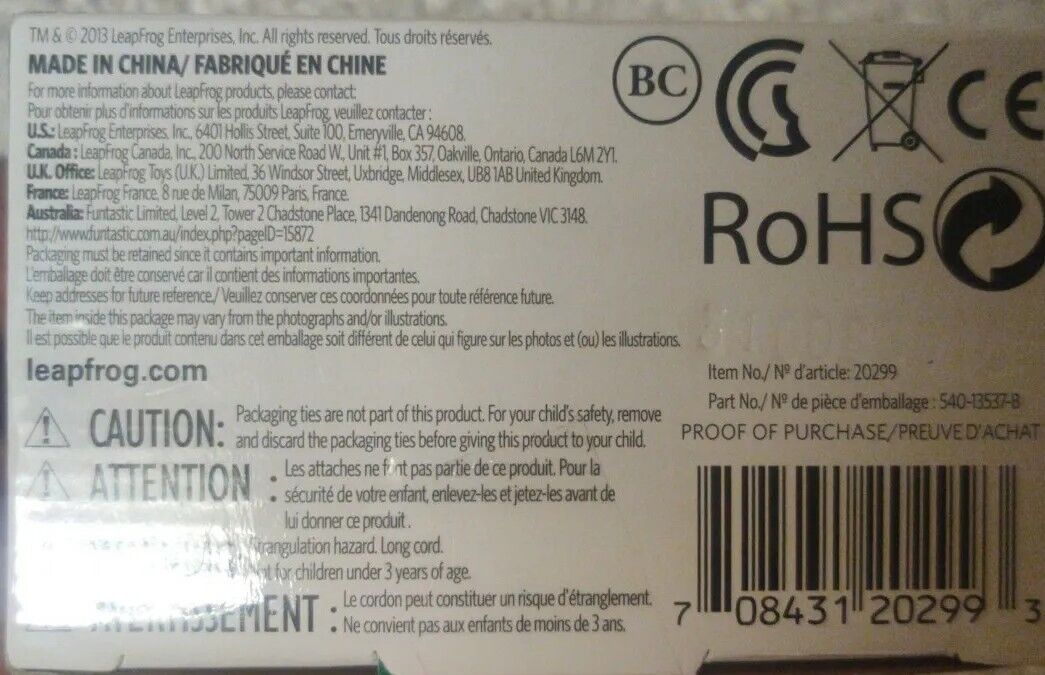 TM & © 2013 LeapFrog Enterprises, Inc. All rights reserved. Tous droits réservés.
MADE IN CHINA/ FABRIQUÉ EN CHINE
For more information about LeapFrog products, please contact:
Pour obtenir plus d'informations sur les produits LeapFrog, veuillez contacter :
U.S.: LeapFrog Enterprises, Inc., 6401 Hollis Street, Suite 100, Emeryville, CA 94608.
Canada : LeapFrog Canada, Inc., 200 North Service Road W., Unit #1, Box 357, Oakville, Ontario, Canada L6M 2Y1.
U.K. Office: LeapFrog Toys (U.K.) Limited, 36 Windsor Street, Uxbridge, Middlesex, UB8 1AB United Kingdom.
France: LeapFrog France, 8 rue de Milan, 75009 Paris, France.
Australia: Funtastic Limited, Level 2, Tower 2 Chadstone Place, 1341 Dandenong Road, Chadstone VIC 3148.
http://www.funtastic.com.au/index.php?pageID=15872
Packaging must be retained since it contains important information.
L'emballage doit être conservé car il contient des informations importantes.
Keep addresses for future reference./ Veuillez conserver ces coordonnées pour toute référence future.
The item inside this package may vary from the photographs and/or illustrations.
Il est possible que le produit contenu dans cet emballage soit différent de celui qui figure sur les photos et (ou) les illustrations.
leapfrog.com
BC
CE
RoHS
Item No./ Nº d'article: 20299
Part No./ Nº de pièce d'emballage : 540-13537-B
PROOF OF PURCHASE/PREUVE D'ACHAT
CAUTION: Packaging ties are not part of this product. For your child's safety, remove
and discard the packaging ties before giving this product to your child.
ATTENTION : Les attaches ne font pas partie de ce produit. Pour la
sécurité de votre enfant, enlevez-les et jetez-les avant de
lui donner ce produit.
hazard. Long cord.
for children under 3 years of age.
AVERTISSEMENT : Le cordon peut constituer un risque d'étranglement.
Ne convient pas aux enfants de moins de 3 ans.
7 08431 20299 3